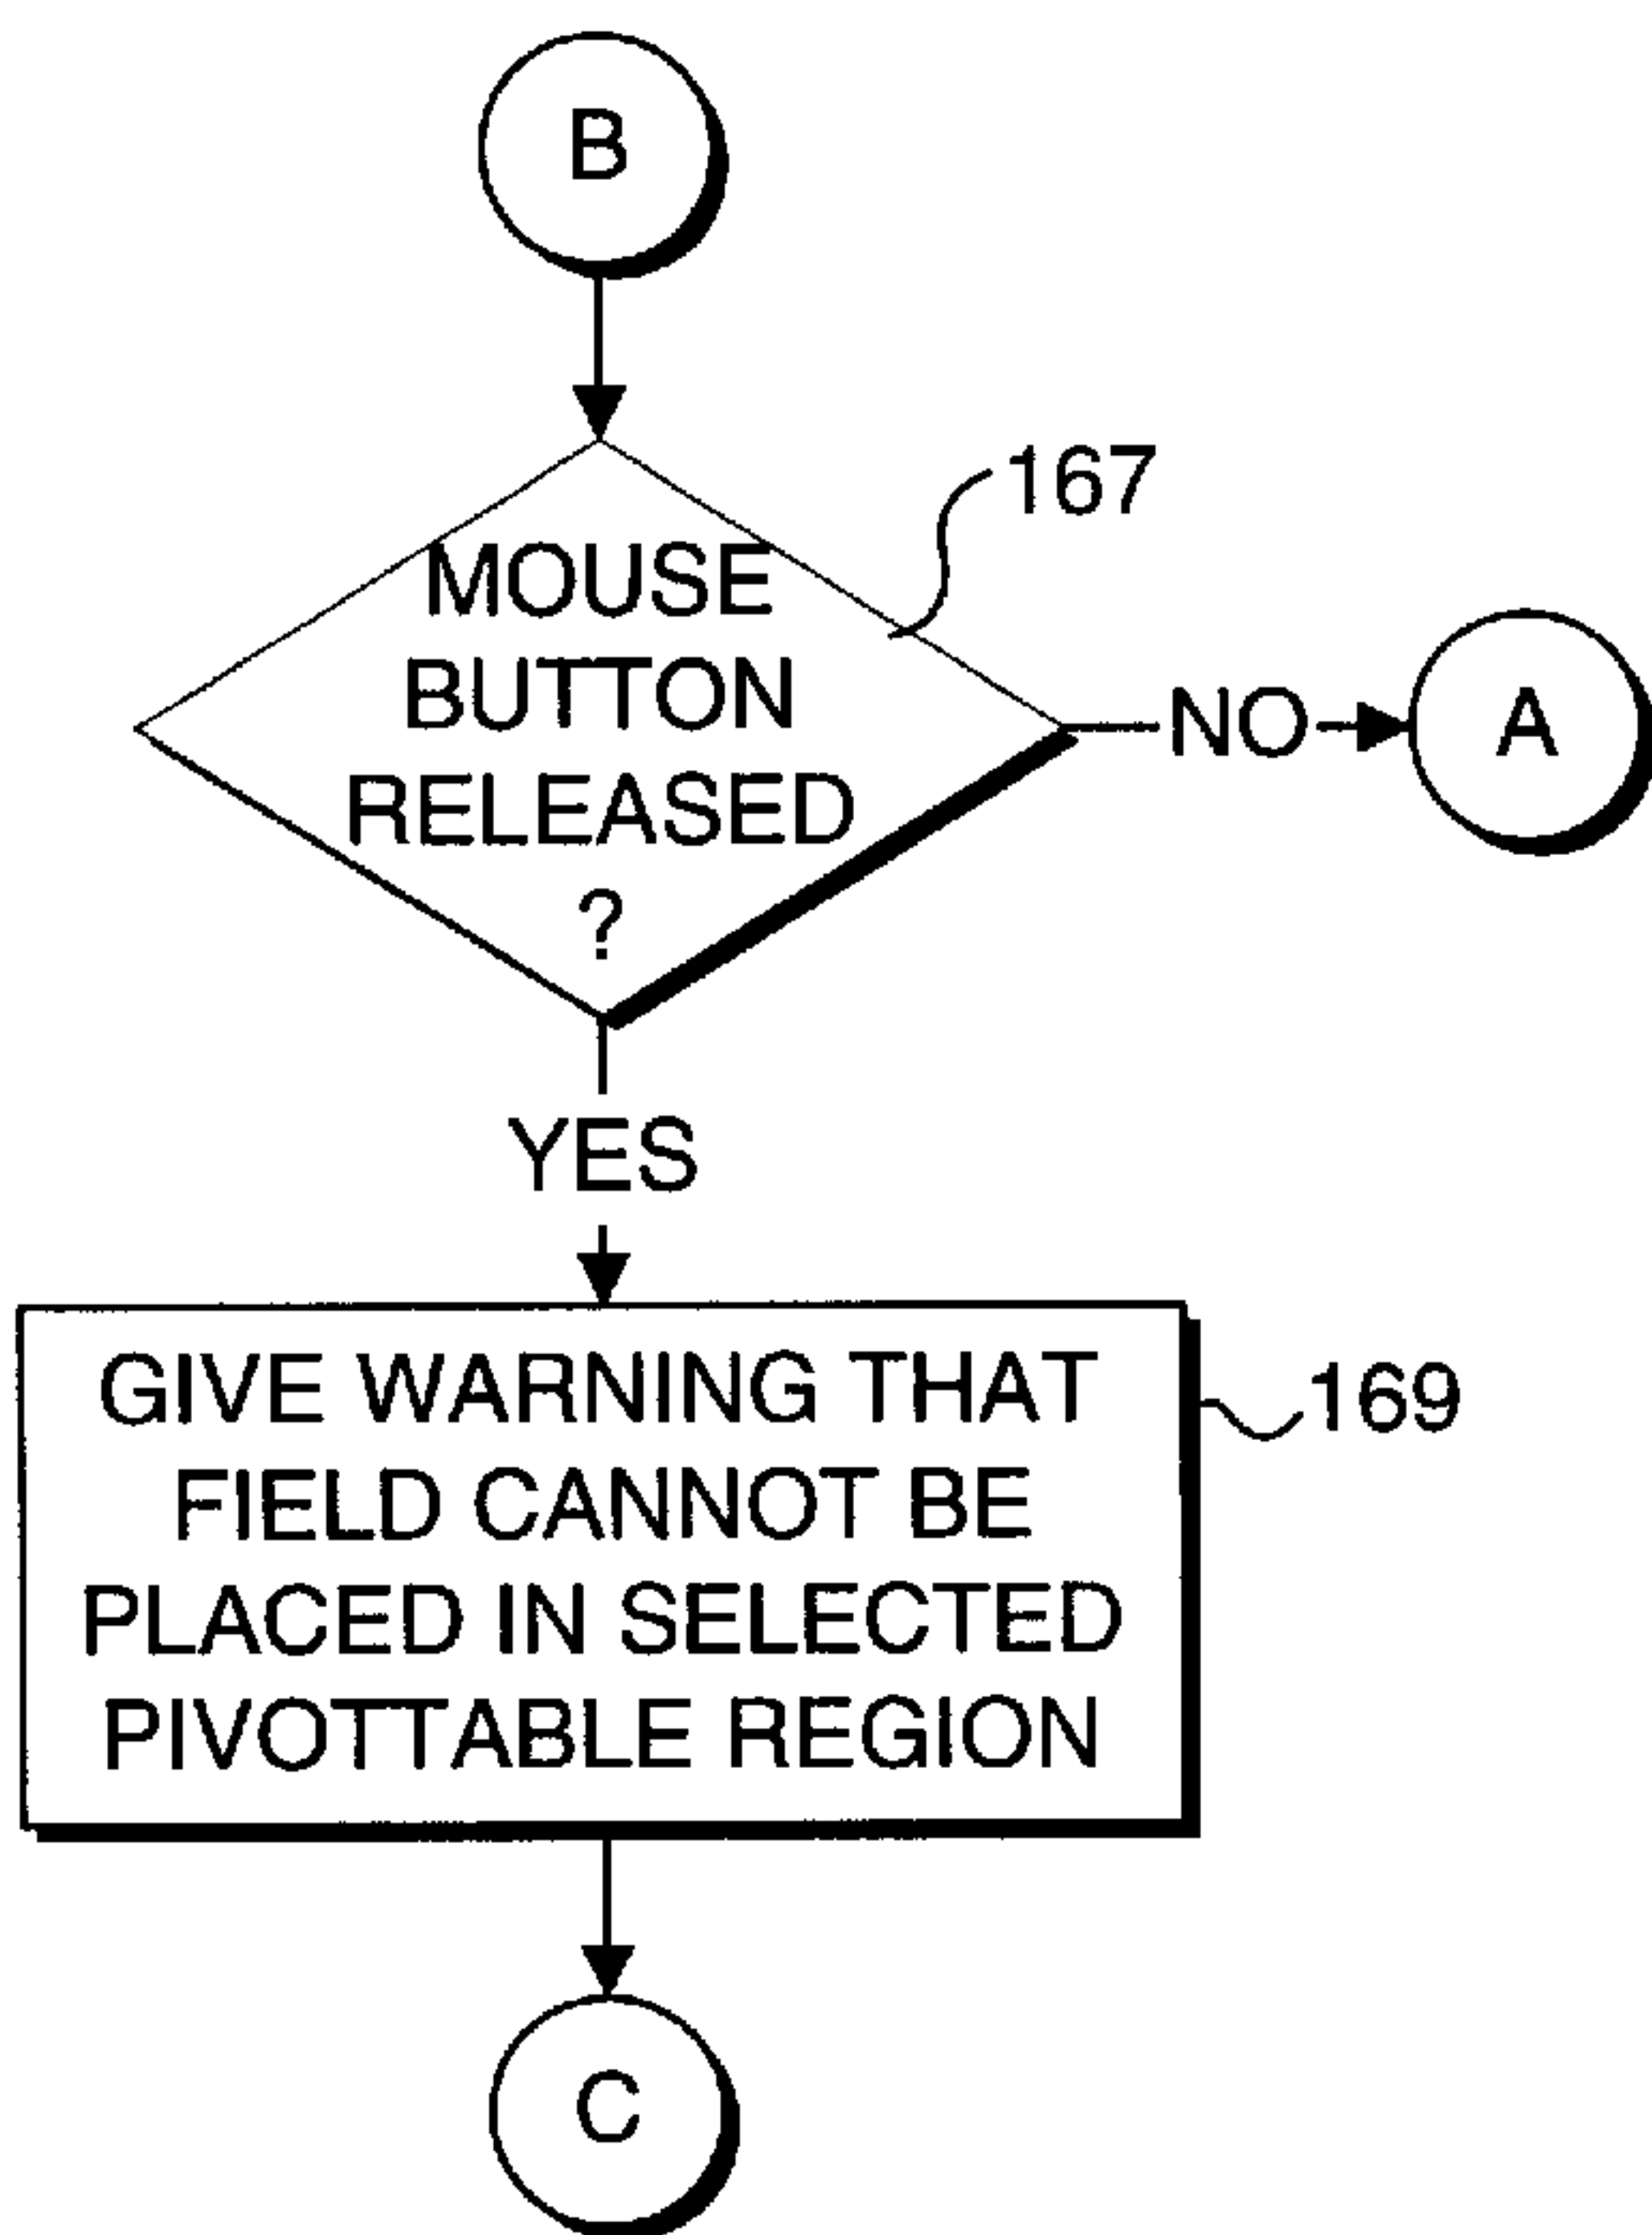 B
167
MOUSE
BUTTON
RELEASED
?
NO
A
YES
GIVE WARNING THAT
FIELD CANNOT BE
PLACED IN SELECTED
PIVOTTABLE REGION
169
C